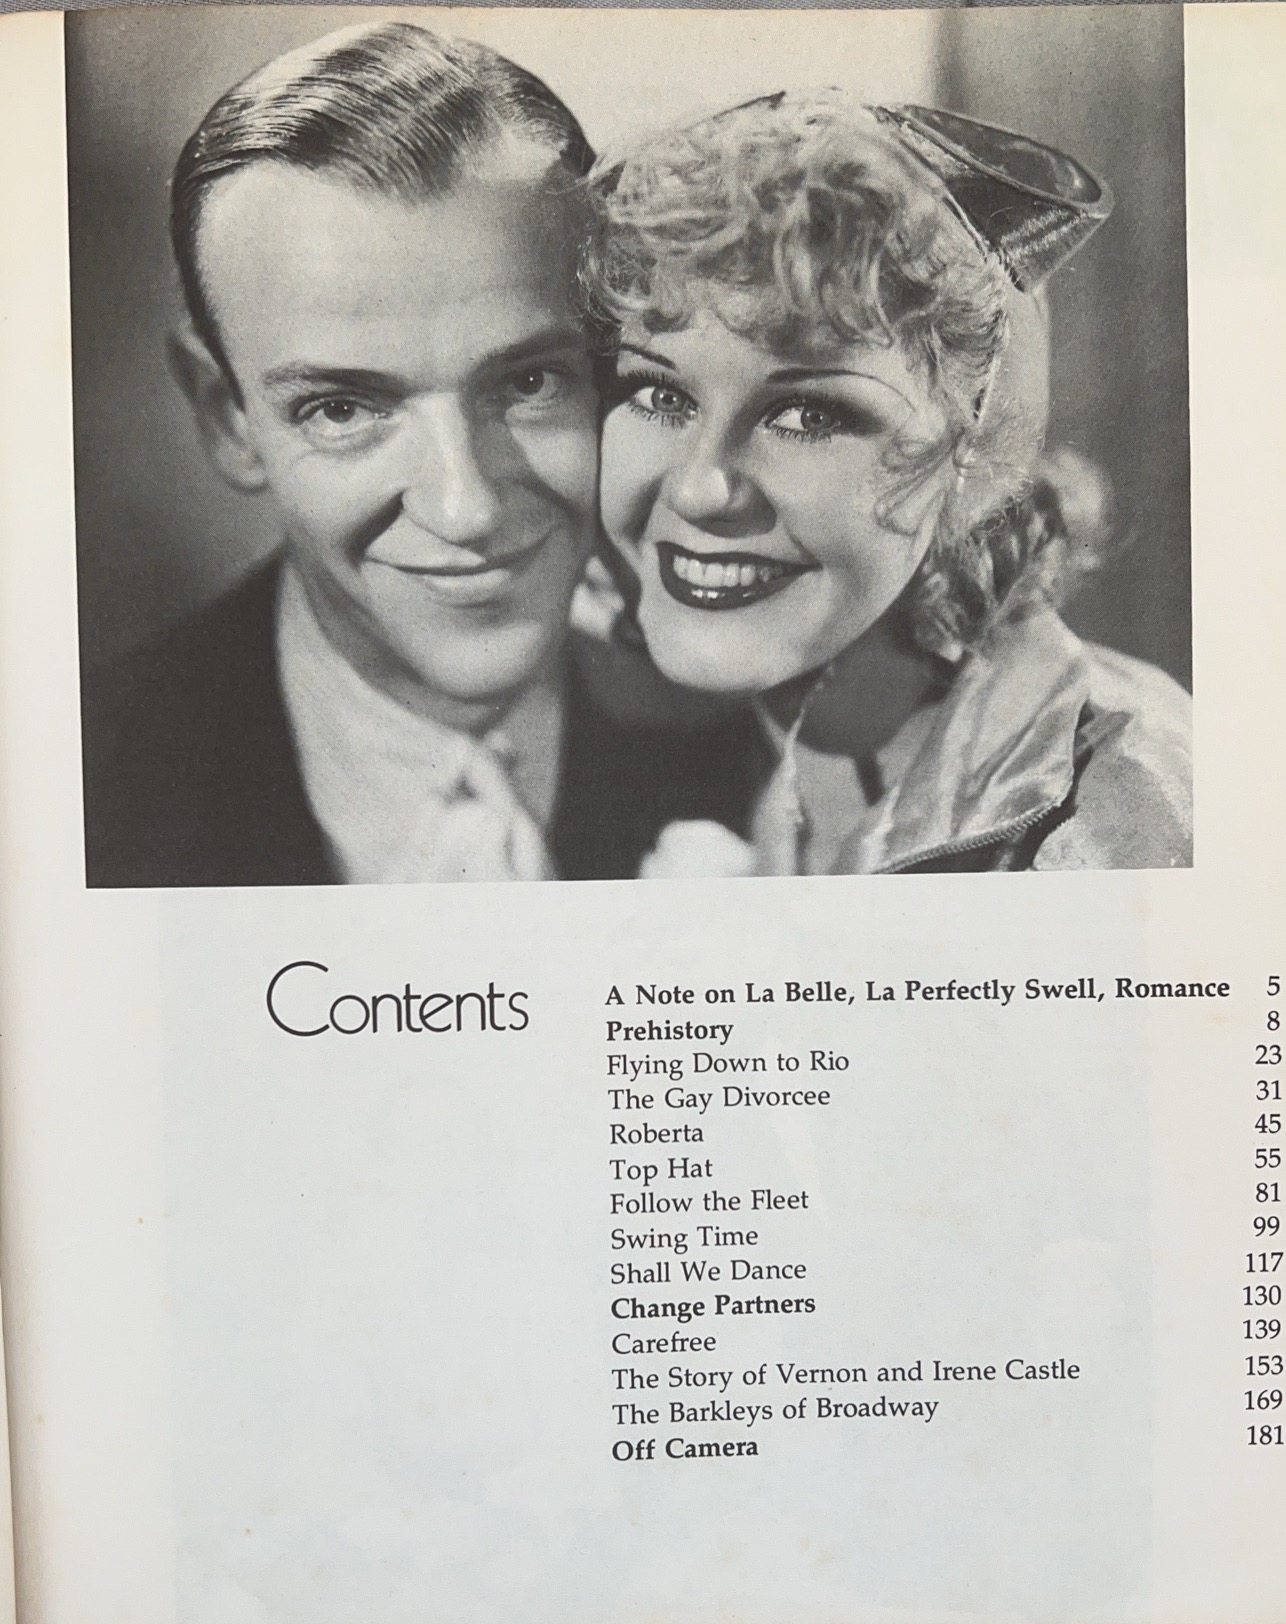 Contents
A Note on La Belle, La Perfectly Swell, Romance 5
Prehistory 8
Flying Down to Rio 23
The Gay Divorcee 31
Roberta 45
Top Hat 55
Follow the Fleet 81
Swing Time 99
Shall We Dance 117
Change Partners 130
Carefree 139
The Story of Vernon and Irene Castle 153
The Barkleys of Broadway 169
Off Camera 181